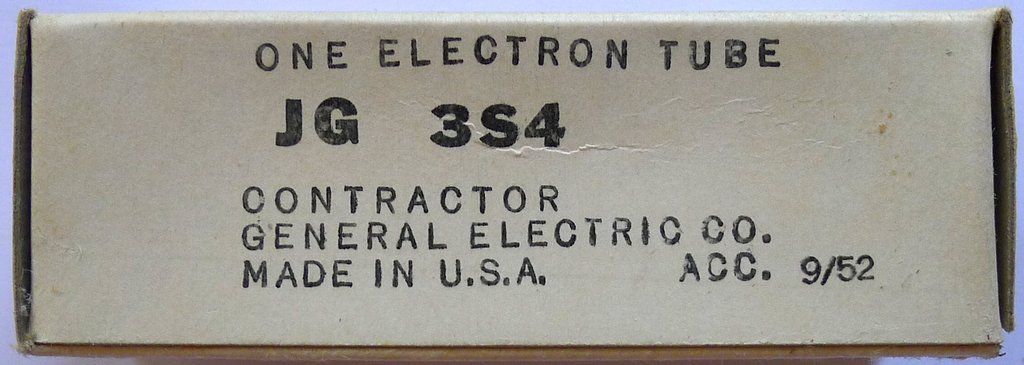 ONE ELECTRON TUBE
JG 3S4
CONTRACTOR
GENERAL ELECTRIC CO.
MADE IN U.S.A. ACC. 9/52